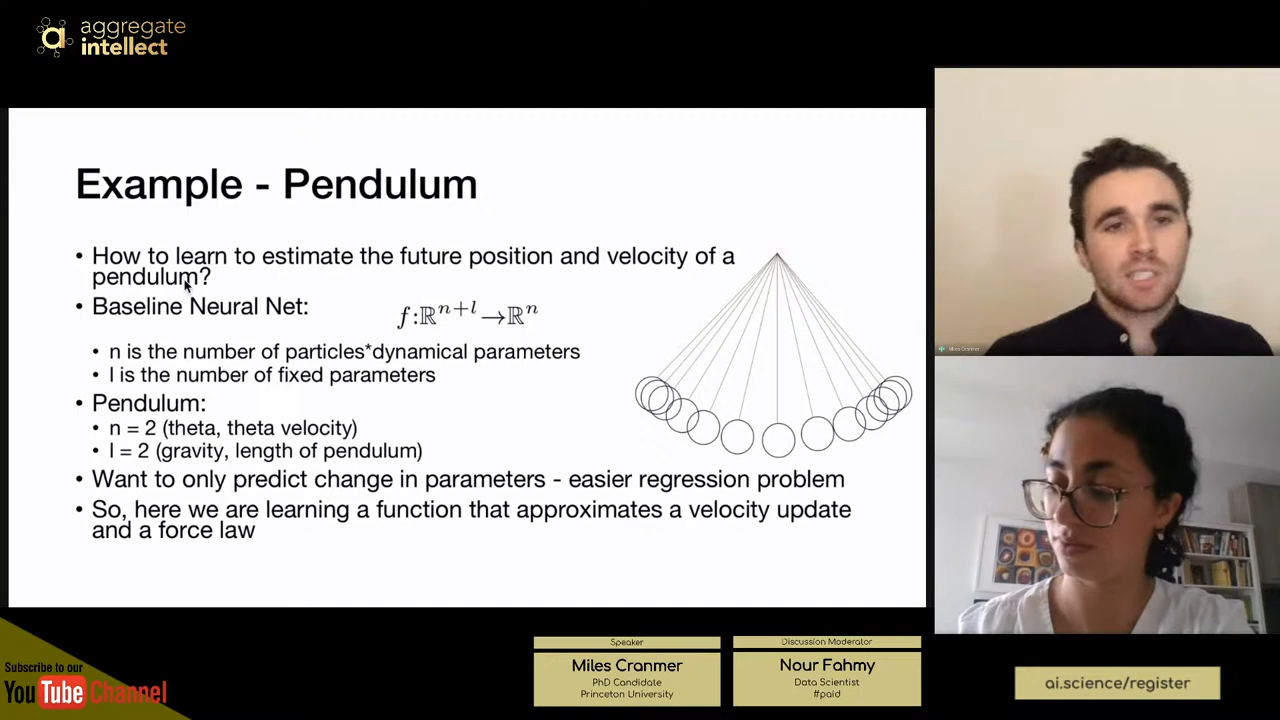 aggregate
intellect
Example - Pendulum
• How to learn to estimate the future position and velocity of a
pendulum?
• Baseline Neural Net: f:ℝⁿ⁺ˡ→ℝⁿ
• n is the number of particles*dynamical parameters
• l is the number of fixed parameters
• Pendulum:
• n = 2 (theta, theta velocity)
• l = 2 (gravity, length of pendulum)
• Want to only predict change in parameters - easier regression problem
• So, here we are learning a function that approximates a velocity update
and a force law
Miles Cranmer
Subscribe to our
YouTube Channel
Speaker
Miles Cranmer
PhD Candidate
Princeton University
Discussion Moderator
Nour Fahmy
Data Scientist
#paid
ai.science/register